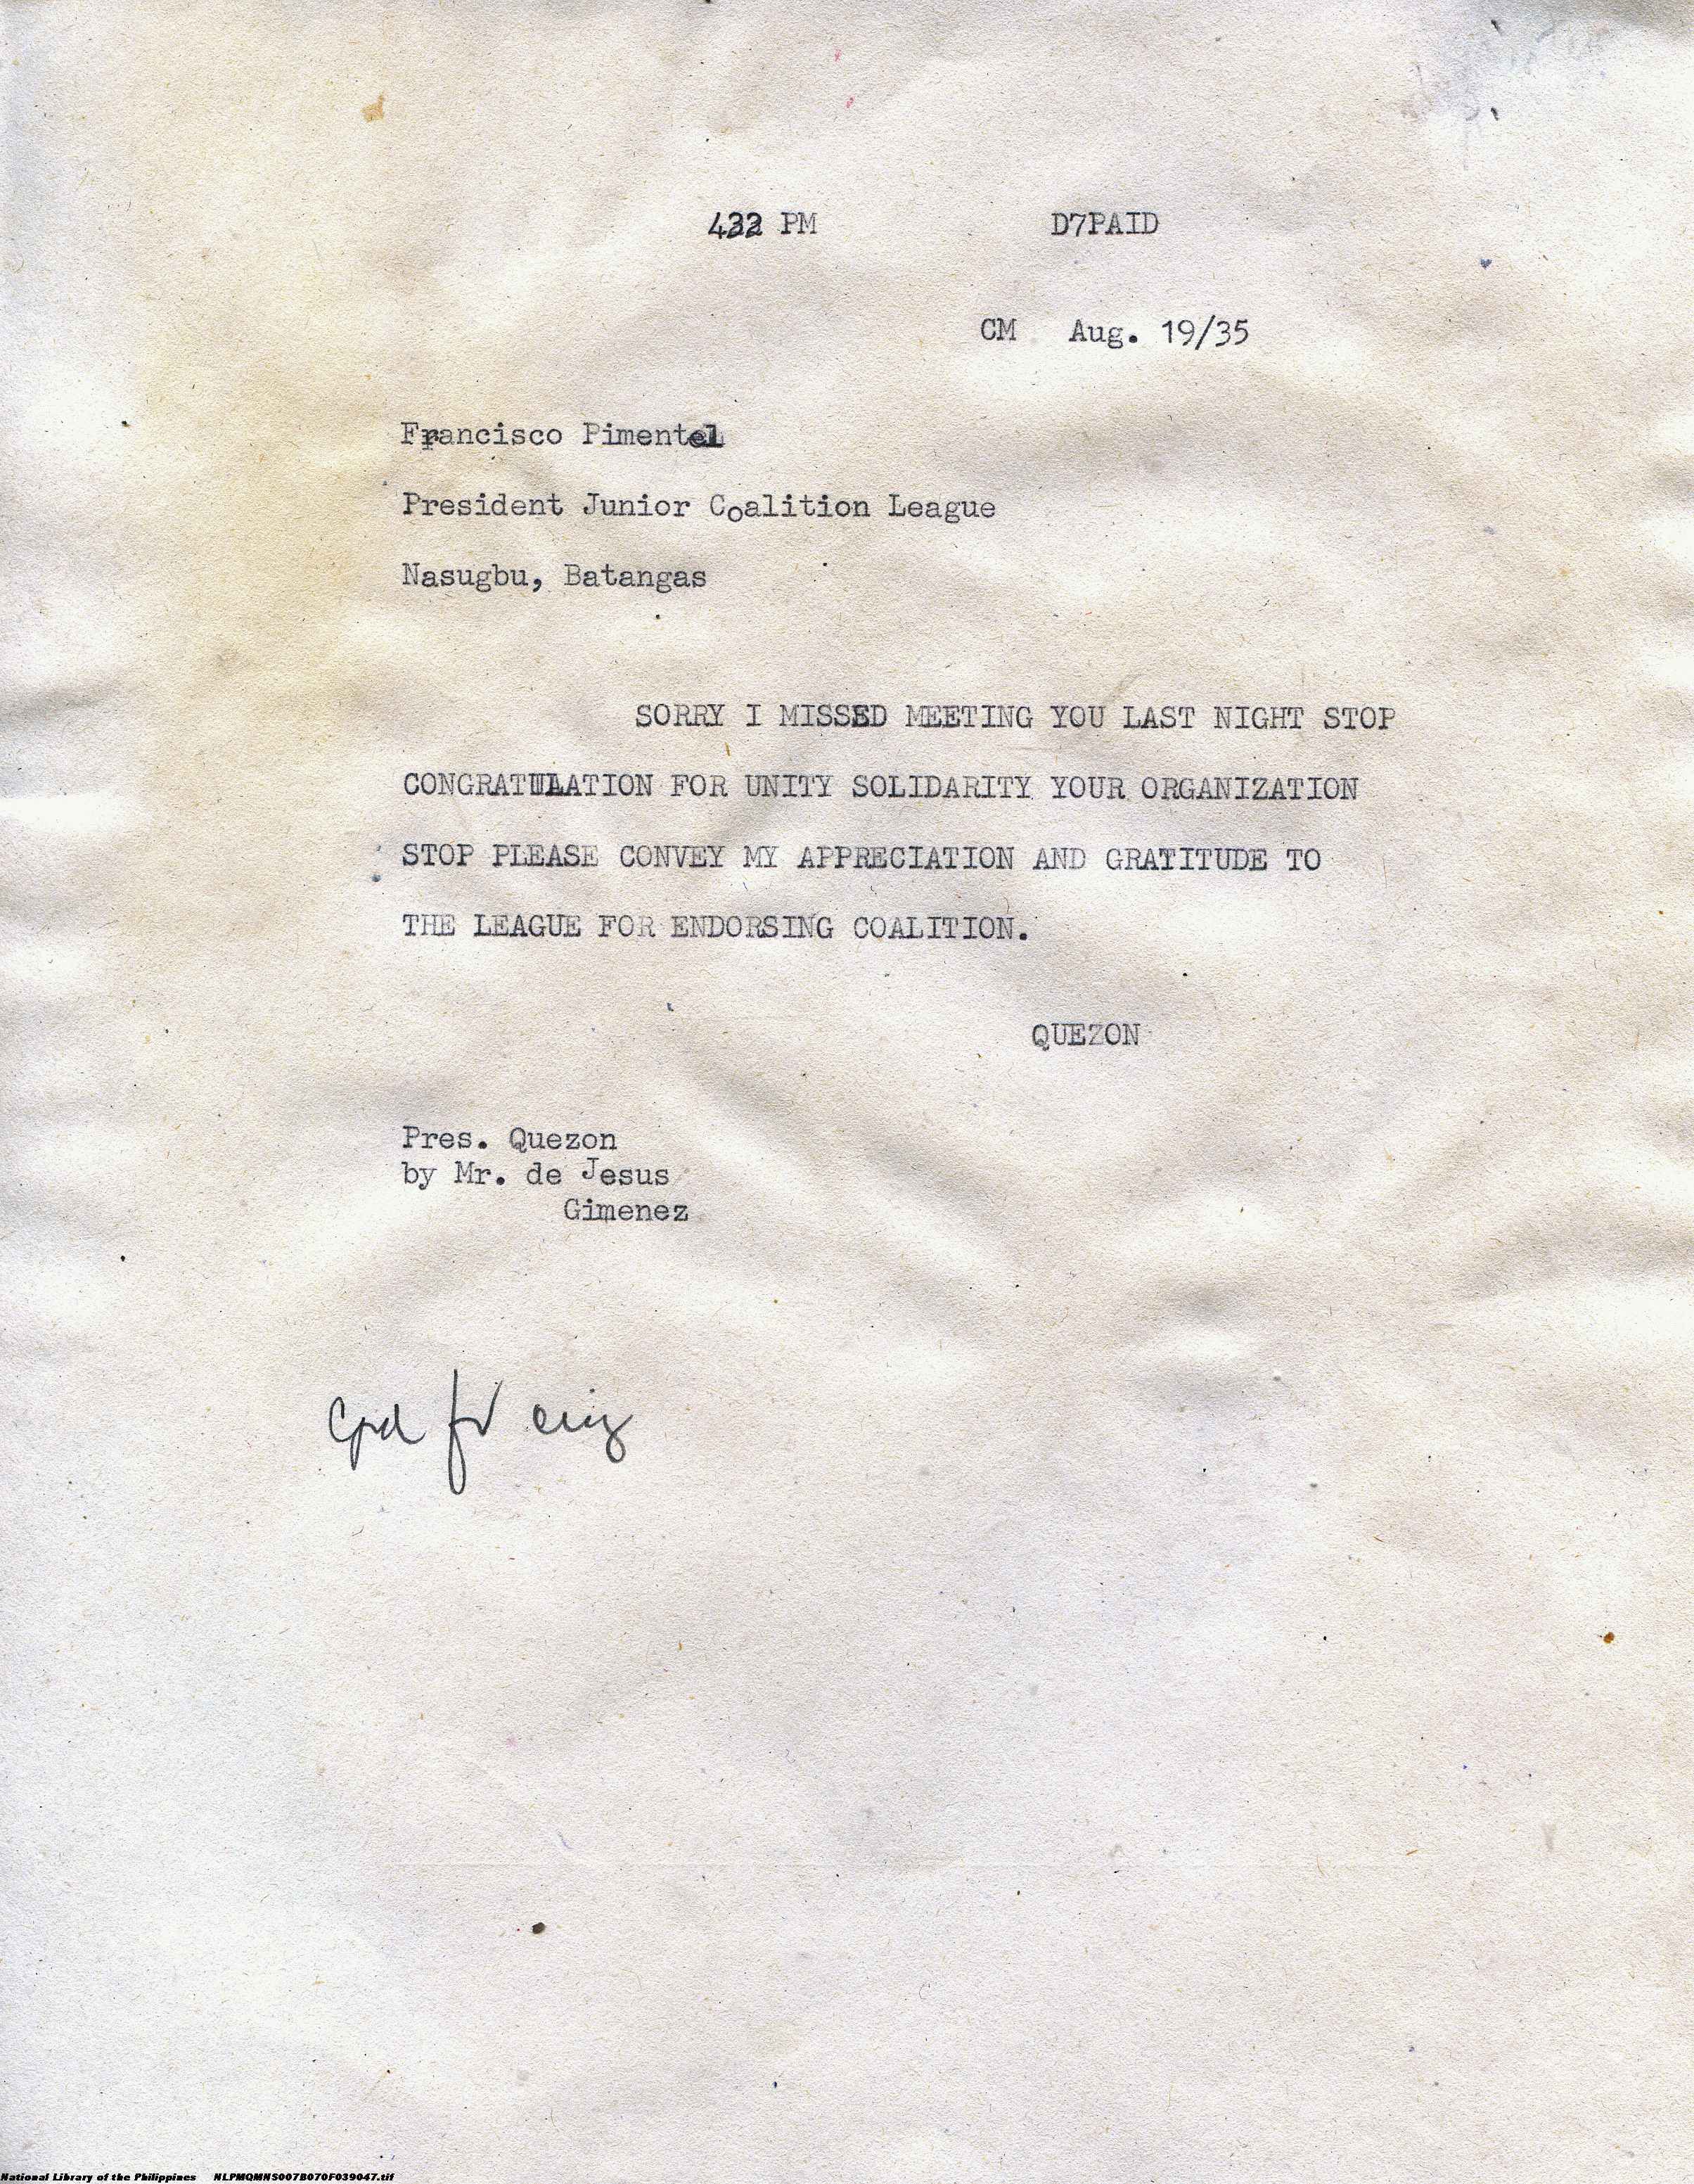 432 PM D7PAID
CM Aug. 19/35
Francisco Pimentel
President Junior Coalition League
Nasugbu, Batangas
SORRY I MISSED MEETING YOU LAST NIGHT STOP
CONGRATULATION FOR UNITY SOLIDARITY YOUR ORGANIZATION
STOP PLEASE CONVEY MY APPRECIATION AND GRATITUDE TO
THE LEAGUE FOR ENDORSING COALITION.
QUEZON
Pres. Quezon
by Mr. de Jesus
Gimenez
National Library of the Philippines NLPMQMNS007B070F039047.tif